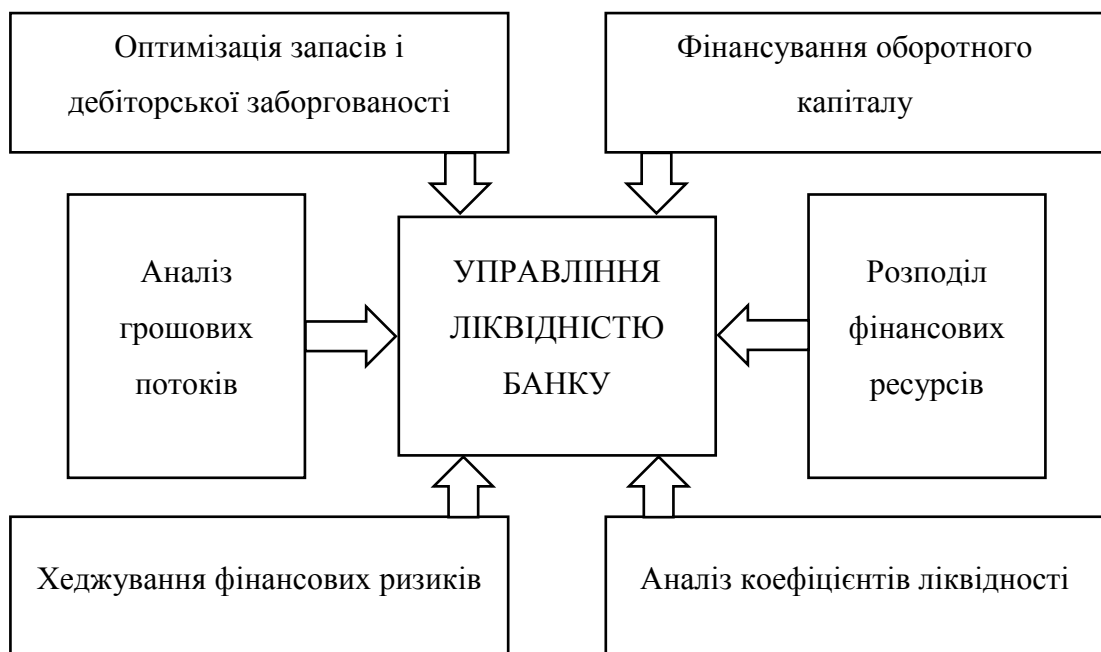 Оптимізація запасів і
дебіторської заборгованості
Фінансування оборотного
капіталу
Аналіз
грошових
потоків
УПРАВЛІННЯ
ЛІКВІДНІСТЮ
БАНКУ
Розподіл
фінансових
ресурсів
Хеджування фінансових ризиків
Аналіз коефіцієнтів ліквідності